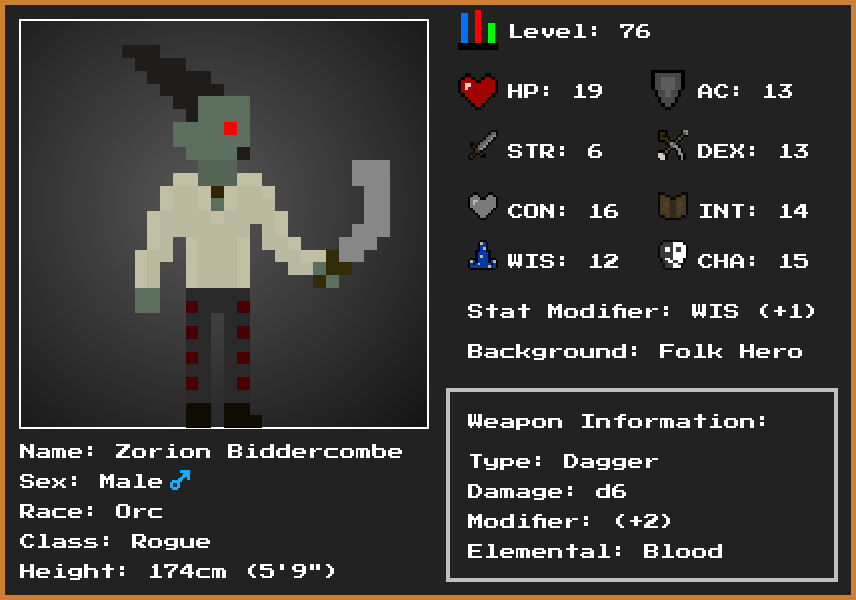 Level: 76
HP: 19
AC: 13
STR: 6
DEX: 13
CON: 16
INT: 14
WIS: 12
CHA: 15
Stat Modifier: WIS (+1)
Background: Folk Hero
Name: Zorion Biddercombe
Sex: Male♂
Race: Orc
Class: Rogue
Height: 174cm (5'9")
Weapon Information:
Type: Dagger
Damage: d6
Modifier: (+2)
Elemental: Blood